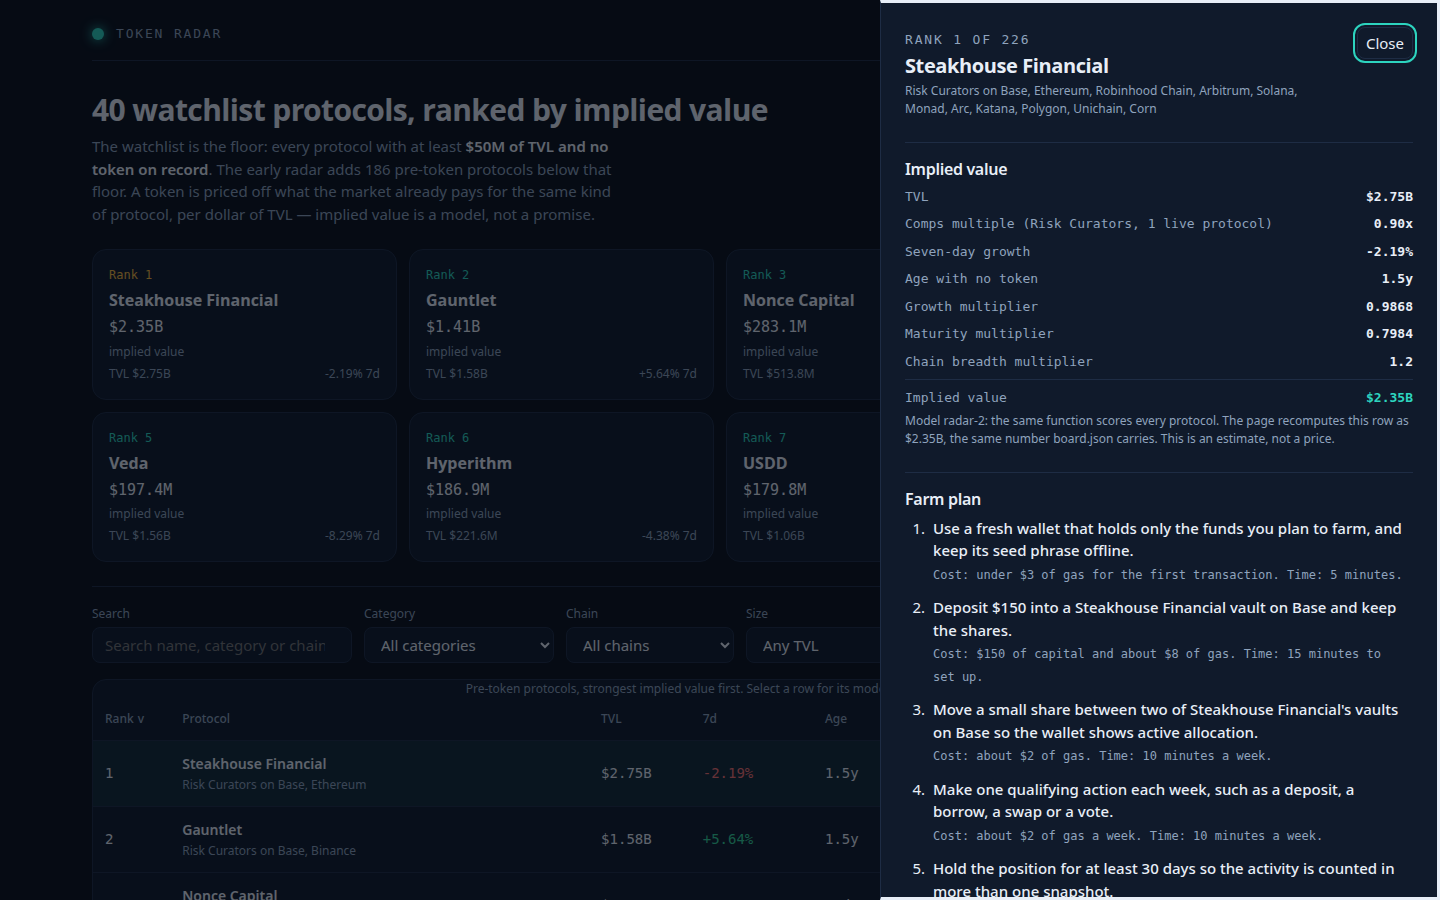 TOKEN RADAR
40 watchlist protocols, ranked by implied value
The watchlist is the floor: every protocol with at least $50M of TVL and no
token on record. The early radar adds 186 pre-token protocols below that
floor. A token is priced off what the market already pays for the same kind
of protocol, per dollar of TVL — implied value is a model, not a promise.
Rank 1
Steakhouse Financial
$2.35B
implied value
TVL $2.75B
-2.19% 7d
Rank 2
Gauntlet
$1.41B
implied value
TVL $1.58B
+5.64% 7d
Rank 3
Nonce Capital
$283.1M
implied value
TVL $513.8M
Rank 5
Veda
$197.4M
implied value
TVL $1.56B
-8.29% 7d
Rank 6
Hyperithm
$186.9M
implied value
TVL $221.6M
-4.38% 7d
Rank 7
USDD
$179.8M
implied value
TVL $1.06B
Search
Search name, category or chain
Category
All categories
Chain
All chains
Size
Any TVL
Pre-token protocols, strongest implied value first. Select a row for its
Rank v Protocol TVL 7d Age
1 Steakhouse Financial $2.75B -2.19% 1.5y
Risk Curators on Base, Ethereum
2 Gauntlet $1.58B +5.64% 1.5y
Risk Curators on Base, Binance
Nonce Capital
RANK 1 OF 226
Close
Steakhouse Financial
Risk Curators on Base, Ethereum, Robinhood Chain, Arbitrum, Solana,
Monad, Arc, Katana, Polygon, Unichain, Corn
Implied value
TVL $2.75B
Comps multiple (Risk Curators, 1 live protocol) 0.90x
Seven-day growth -2.19%
Age with no token 1.5y
Growth multiplier 0.9868
Maturity multiplier 0.7984
Chain breadth multiplier 1.2
Implied value $2.35B
Model radar-2: the same function scores every protocol. The page recomputes this row as
$2.35B, the same number board.json carries. This is an estimate, not a price.
Farm plan
1. Use a fresh wallet that holds only the funds you plan to farm, and
keep its seed phrase offline.
Cost: under $3 of gas for the first transaction. Time: 5 minutes.
2. Deposit $150 into a Steakhouse Financial vault on Base and keep
the shares.
Cost: $150 of capital and about $8 of gas. Time: 15 minutes to
set up.
3. Move a small share between two of Steakhouse Financial's vaults
on Base so the wallet shows active allocation.
Cost: about $2 of gas. Time: 10 minutes a week.
4. Make one qualifying action each week, such as a deposit, a
borrow, a swap or a vote.
Cost: about $2 of gas a week. Time: 10 minutes a week.
5. Hold the position for at least 30 days so the activity is counted in
more than one snapshot.